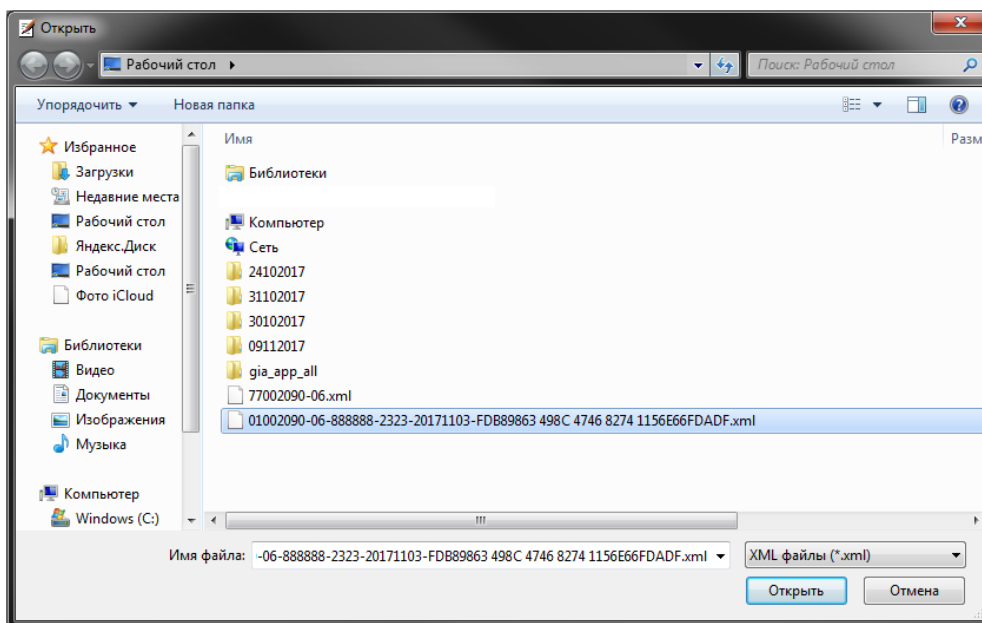 Открыть
Рабочий стол
Поиск: Рабочий стол
Упорядочить
Новая папка
Избранное
Загрузки
Недавние места
Рабочий стол
Яндекс.Диск
Рабочий стол
Фото iCloud
Библиотеки
Видео
Документы
Изображения
Музыка
Компьютер
Windows (C:)
Имя
Разм
Библиотеки
Компьютер
Сеть
24102017
31102017
30102017
09112017
gia_app_all
77002090-06.xml
01002090-06-888888-2323-20171103-FDB89863 498C 4746 8274 1156E66FDADF.xml
Имя файла:
-06-888888-2323-20171103-FDB89863 498C 4746 8274 1156E66FDADF.xml
XML файлы (*.xml)
Открыть
Отмена